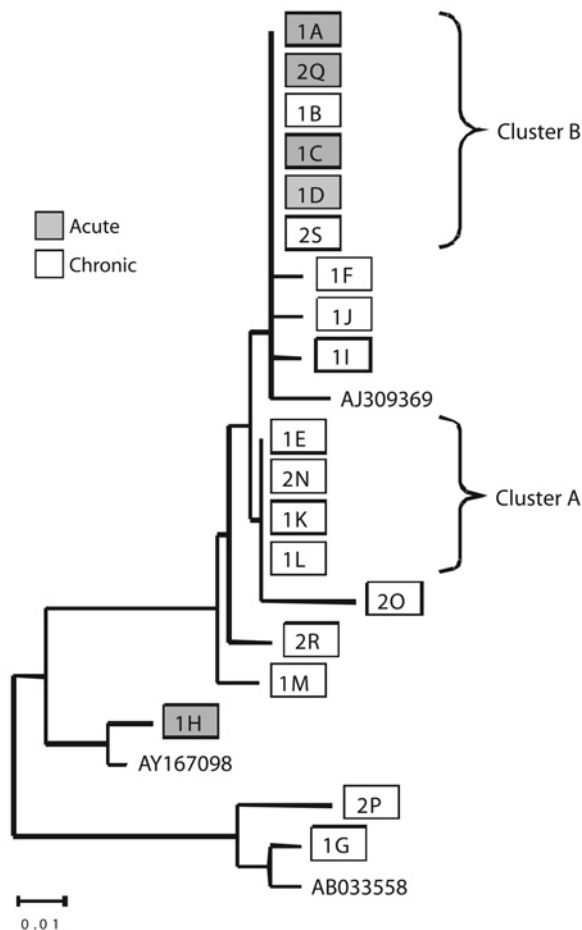 1A
2Q
1B
Cluster B
1C
1D
2S
Acute
Chronic
1F
1J
1I
AJ309369
1E
2N
Cluster A
1K
1L
2O
2R
1M
1H
AY167098
2P
1G
AB033558
0.01